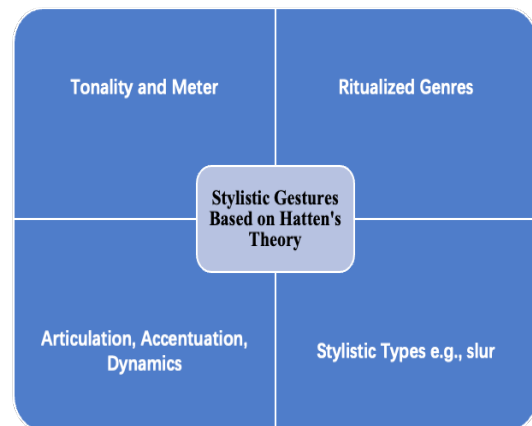 Tonality and Meter
Ritualized Genres
Stylistic Gestures
Based on Hatten's
Theory
Articulation, Accentuation,
Dynamics
Stylistic Types e.g., slur